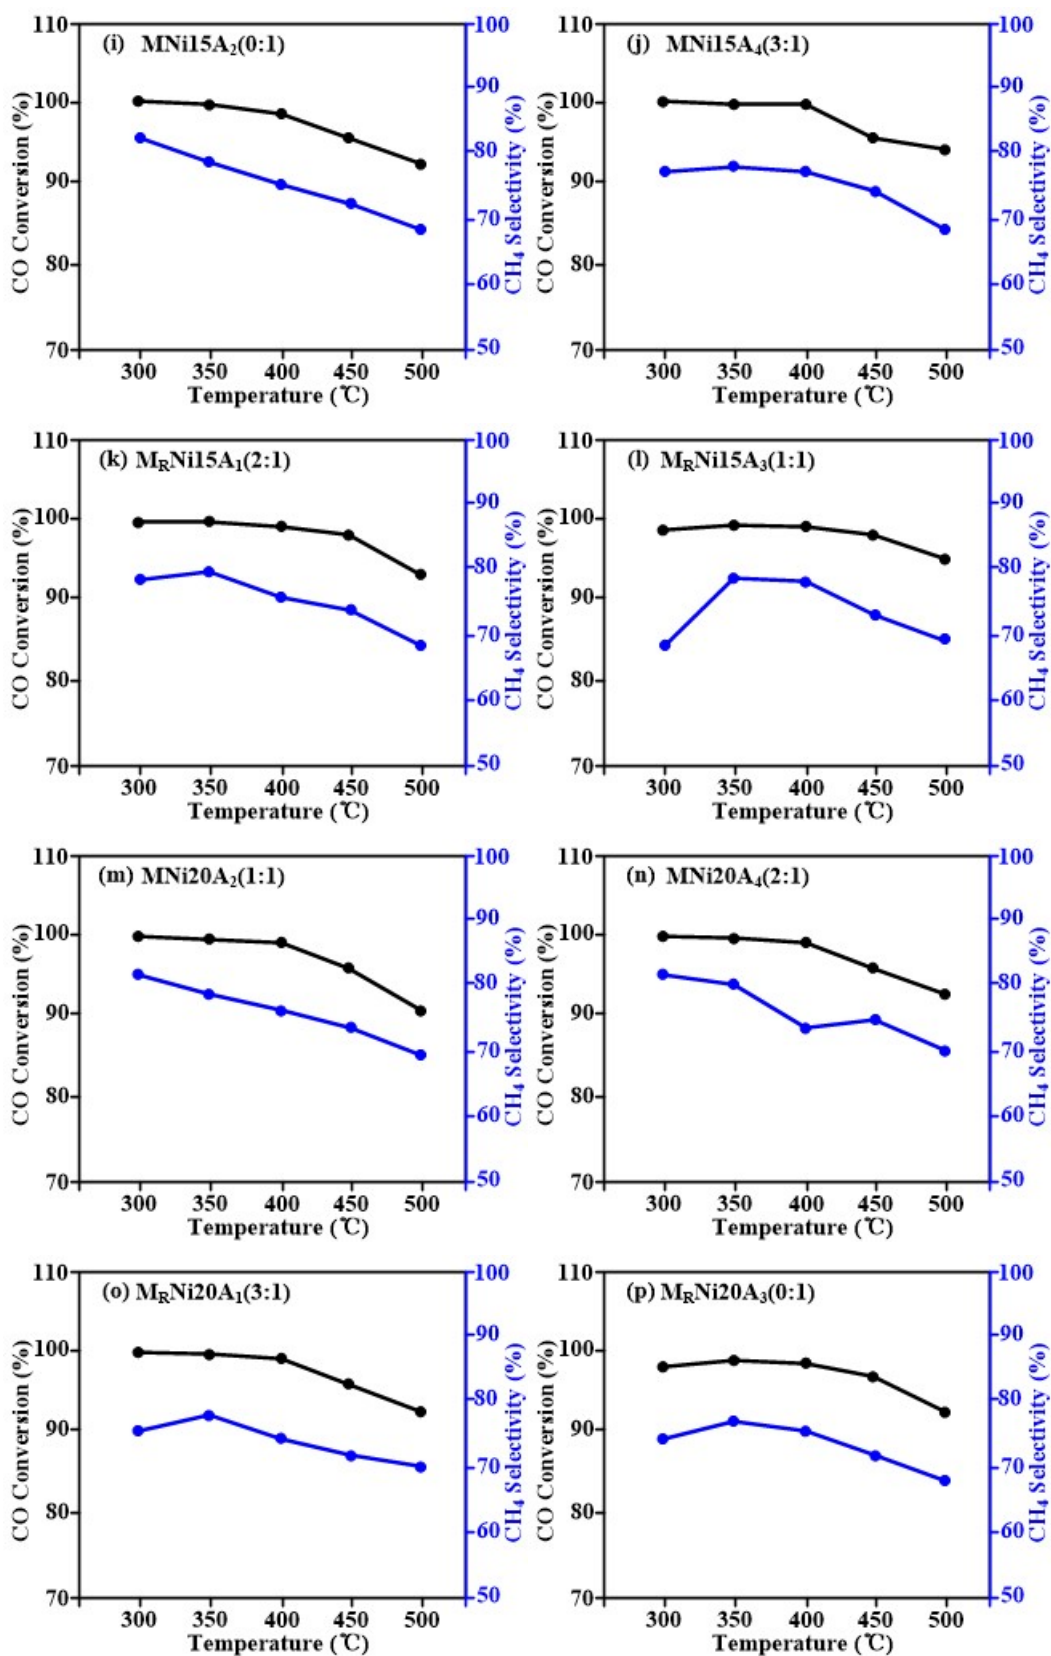 (i) MNi15A₂(0:1)
CO Conversion (%)
110
100
90
80
70
CH₄ Selectivity (%)
100
90
80
70
60
50
300 350 400 450 500
Temperature (℃)
(j) MNi15A₄(3:1)
CO Conversion (%)
110
100
90
80
70
CH₄ Selectivity (%)
100
90
80
70
60
50
300 350 400 450 500
Temperature (℃)
(k) MRNi15A₁(2:1)
CO Conversion (%)
110
100
90
80
70
CH₄ Selectivity (%)
100
90
80
70
60
50
300 350 400 450 500
Temperature (℃)
(l) MRNi15A₃(1:1)
CO Conversion (%)
110
100
90
80
70
CH₄ Selectivity (%)
100
90
80
70
60
50
300 350 400 450 500
Temperature (℃)
(m) MNi20A₂(1:1)
CO Conversion (%)
110
100
90
80
70
CH₄ Selectivity (%)
100
90
80
70
60
50
300 350 400 450 500
Temperature (℃)
(n) MNi20A₄(2:1)
CO Conversion (%)
110
100
90
80
70
CH₄ Selectivity (%)
100
90
80
70
60
50
300 350 400 450 500
Temperature (℃)
(o) MRNi20A₁(3:1)
CO Conversion (%)
110
100
90
80
70
CH₄ Selectivity (%)
100
90
80
70
60
50
300 350 400 450 500
Temperature (℃)
(p) MRNi20A₃(0:1)
CO Conversion (%)
110
100
90
80
70
CH₄ Selectivity (%)
100
90
80
70
60
50
300 350 400 450 500
Temperature (℃)